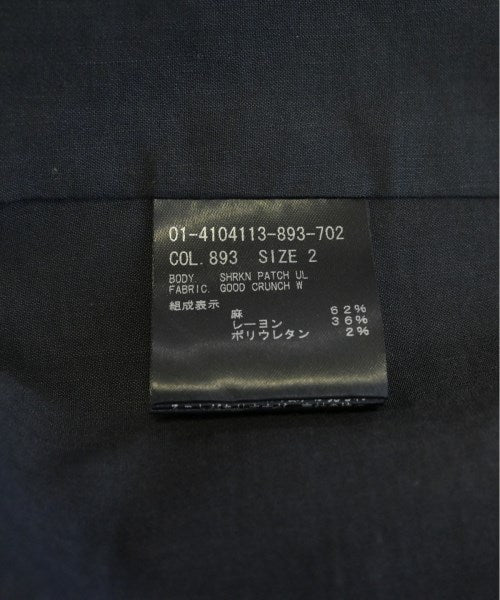 01-4104113-893-702
COL.893 SIZE 2
BODY. SHRKN PATCH UL
FABRIC. GOOD CRUNCH W
組成表示
麻 62%
レーヨン 36%
ポリウレタン 2%